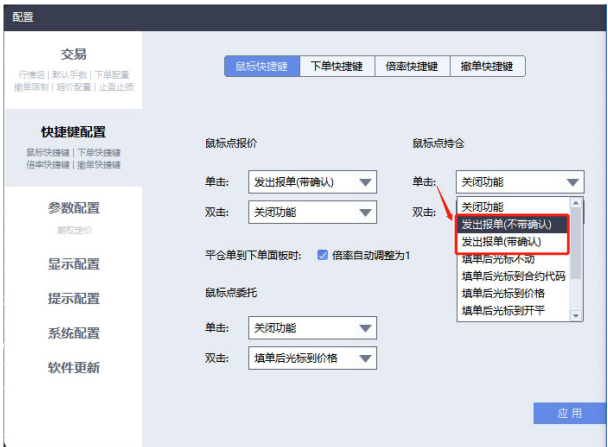 配置
交易
行情组 | 默认手数 | 下单配置
撤单限制 | 超价配置 | 止盈止损
快捷键配置
鼠标快捷键 | 下单快捷键
倍率快捷键 | 撤单快捷键
参数配置
期权定价
显示配置
提示配置
系统配置
软件更新
鼠标快捷键 下单快捷键 倍率快捷键 撤单快捷键
鼠标点报价
单击: 发出报单(带确认)
双击: 关闭功能
平仓单到下单面板时: 倍率自动调整为1
鼠标点委托
单击: 关闭功能
双击: 填单后光标到价格
鼠标点持仓
单击: 关闭功能
双击:
关闭功能
发出报单(不带确认)
发出报单(带确认)
填单后光标不动
填单后光标到合约代码
填单后光标到价格
填单后光标到开平
应用